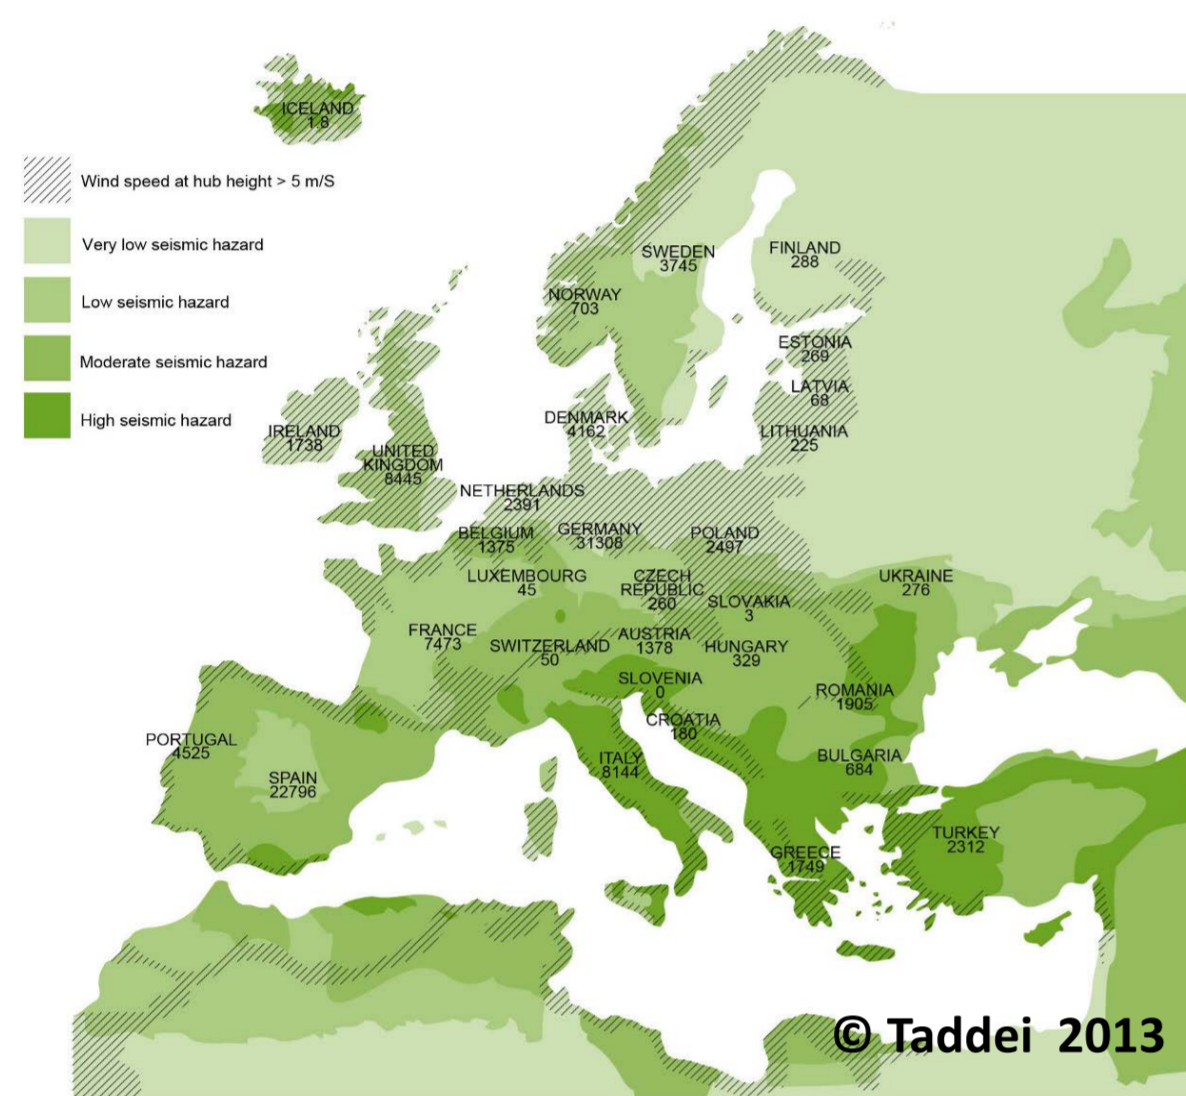 ICELAND
1.8
Wind speed at hub height > 5 m/S
Very low seismic hazard
Low seismic hazard
Moderate seismic hazard
High seismic hazard
SWEDEN
3745
FINLAND
288
NORWAY
703
ESTONIA
269
LATVIA
68
DENMARK
4162
LITHUANIA
225
IRELAND
1738
UNITED
KINGDOM
8445
NETHERLANDS
2391
BELGIUM
1375
GERMANY
31308
POLAND
2497
LUXEMBOURG
45
CZECH
REPUBLIC
260
SLOVAKIA
3
UKRAINE
276
FRANCE
7473
SWITZERLAND
50
AUSTRIA
1378
HUNGARY
329
SLOVENIA
0
ROMANIA
1905
CROATIA
180
PORTUGAL
4525
SPAIN
22796
ITALY
8144
BULGARIA
684
GREECE
1749
TURKEY
2312
© Taddei 2013